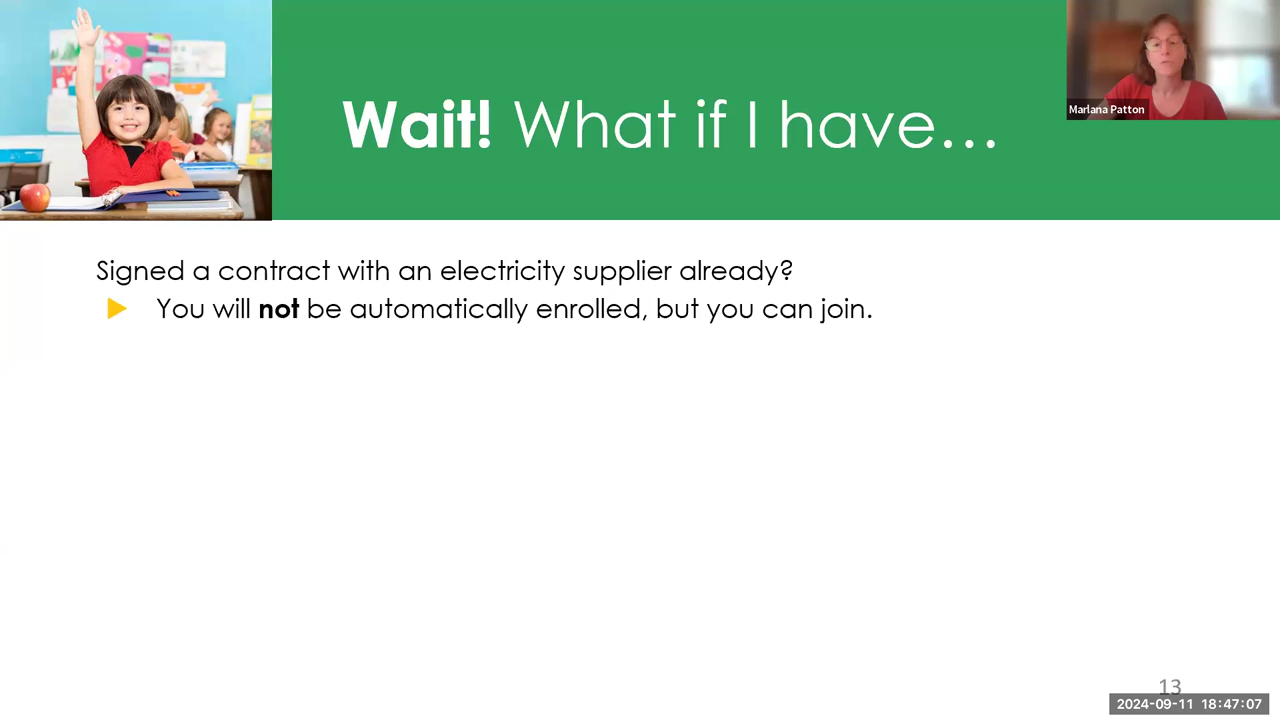 Wait! What if I have…
Marlana Patton
Signed a contract with an electricity supplier already?
You will not be automatically enrolled, but you can join.
13
2024-09-11 18:47:07